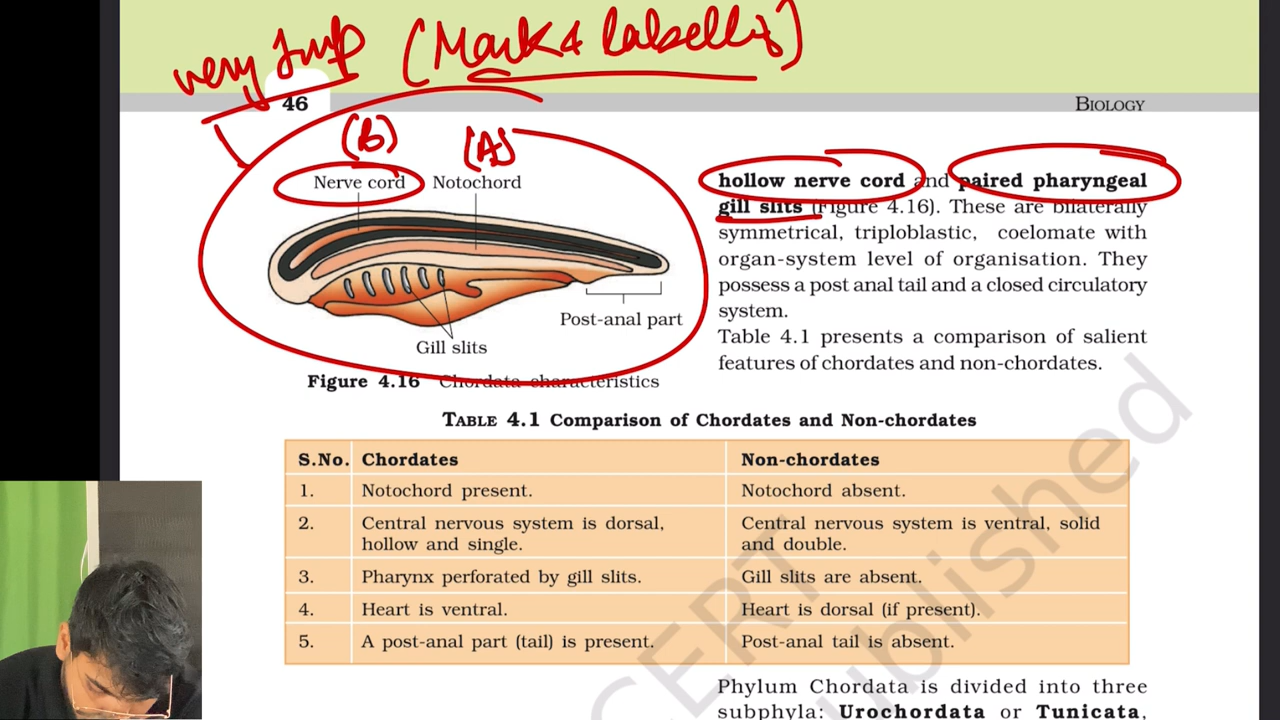 very Imp (Mark & labelling)
46
BIOLOGY
(B)
(A)
Nerve cord
Notochord
Post-anal part
Gill slits
Figure 4.16 Chordata characteristics
hollow nerve cord and paired pharyngeal
gill slits (Figure 4.16). These are bilaterally
symmetrical, triploblastic, coelomate with
organ-system level of organisation. They
possess a post anal tail and a closed circulatory
system.
Table 4.1 presents a comparison of salient
features of chordates and non-chordates.
TABLE 4.1 Comparison of Chordates and Non-chordates
S.No. Chordates Non-chordates
1. Notochord present. Notochord absent.
2. Central nervous system is dorsal, Central nervous system is ventral, solid
hollow and single. and double.
3. Pharynx perforated by gill slits. Gill slits are absent.
4. Heart is ventral. Heart is dorsal (if present).
5. A post-anal part (tail) is present. Post-anal tail is absent.
Phylum Chordata is divided into three
subphyla: Urochordata or Tunicata,
CERT
ublished